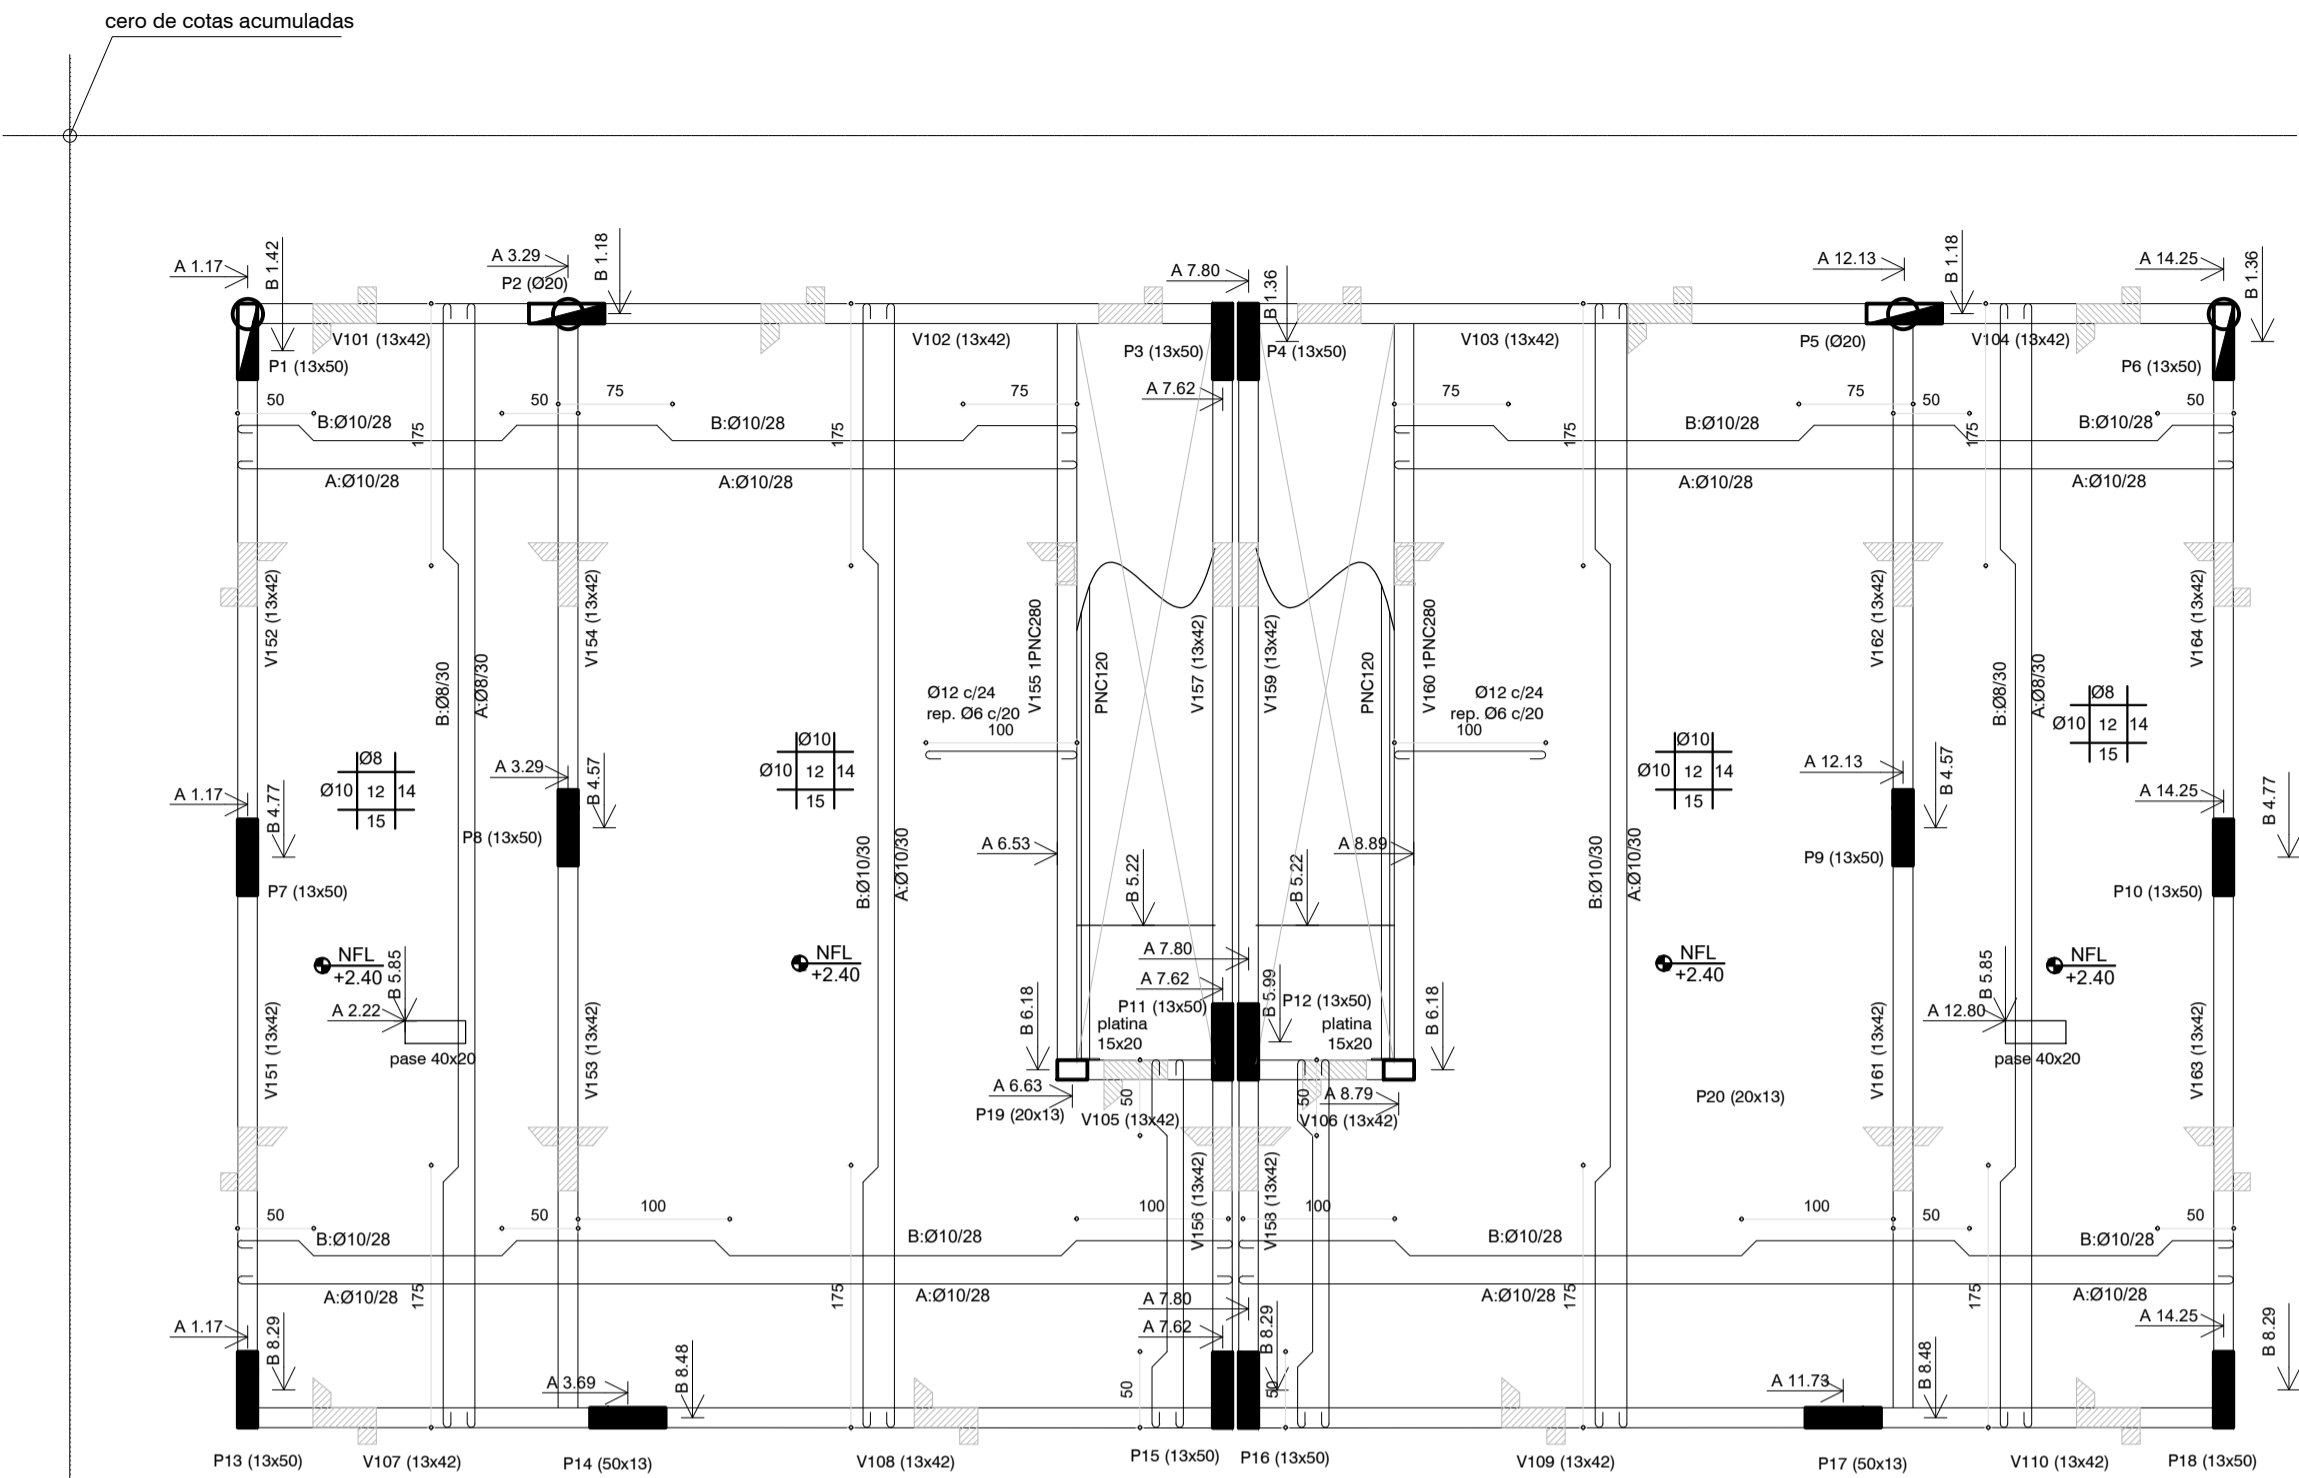 cero de cotas acumuladas
A 1.17
B 1.42
A 3.29
P2 (Ø20)
B 1.18
A 7.80
B 1.36
A 12.13
B 1.18
A 14.25
B 1.36
V101 (13x42)
V102 (13x42)
P3 (13x50)
P4 (13x50)
V103 (13x42)
P5 (Ø20)
V104 (13x42)
P1 (13x50)
P6 (13x50)
A 7.62
50
50
75
75
75
75
50
50
B:Ø10/28
175
B:Ø10/28
175
175
B:Ø10/28
175
B:Ø10/28
A:Ø10/28
A:Ø10/28
A:Ø10/28
A:Ø10/28
V152 (13x42)
V154 (13x42)
V155 1PNC280
PNC120
V157 (13x42)
V159 (13x42)
PNC120
V160 1PNC280
V162 (13x42)
V164 (13x42)
B:Ø8/30
A:Ø8/30
B:Ø8/30
A:Ø8/30
Ø12 c/24
rep. Ø6 c/20
100
Ø12 c/24
rep. Ø6 c/20
100
Ø8
Ø10 12 14
15
Ø10
Ø10 12 14
15
Ø10
Ø10 12 14
15
Ø8
Ø10 12 14
15
A 1.17
B 4.77
A 3.29
B 4.57
P8 (13x50)
P7 (13x50)
A 12.13
B 4.57
P9 (13x50)
A 14.25
B 4.77
P10 (13x50)
B:Ø10/30
A:Ø10/30
B:Ø10/30
A:Ø10/30
A 6.53
A 8.89
B 5.22
B 5.22
NFL
+2.40
NFL
+2.40
NFL
+2.40
NFL
+2.40
B 5.85
A 2.22
pase 40x20
A 7.80
A 7.62
P11 (13x50)
B 5.99
P12 (13x50)
platina
15x20
platina
15x20
B 6.18
B 6.18
B 5.85
A 12.80
pase 40x20
V151 (13x42)
V153 (13x42)
V161 (13x42)
V163 (13x42)
A 6.63
P19 (20x13)
50
V105 (13x42)
50
A 8.79
V106 (13x42)
P20 (20x13)
V156 (13x42)
V158 (13x42)
50
50
100
100
100
100
50
50
B:Ø10/28
B:Ø10/28
B:Ø10/28
B:Ø10/28
A:Ø10/28
175
175
A:Ø10/28
A:Ø10/28
175
175
A:Ø10/28
A 1.17
B 8.29
A 3.69
B 8.48
A 7.80
A 7.62
B 8.29
50
50
A 11.73
B 8.48
A 14.25
B 8.29
P13 (13x50)
V107 (13x42)
P14 (50x13)
V108 (13x42)
P15 (13x50)
P16 (13x50)
V109 (13x42)
P17 (50x13)
V110 (13x42)
P18 (13x50)